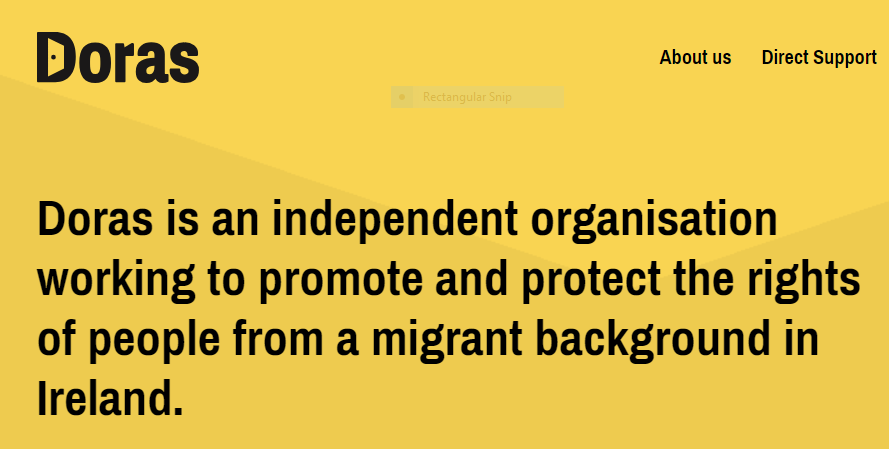 Doras
About us Direct Support
Rectangular Snip
Doras is an independent organisation
working to promote and protect the rights
of people from a migrant background in
Ireland.